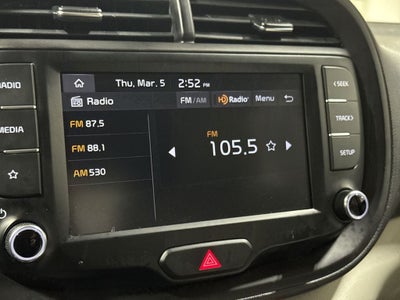 Thu, Mar. 5 2:52 PM
RADIO
Radio FM/AM HD Radio Menu
< SEEK
FM 87.5
FM
105.5
MEDIA
FM 88.1
TRACK >
SETUP
AM 530